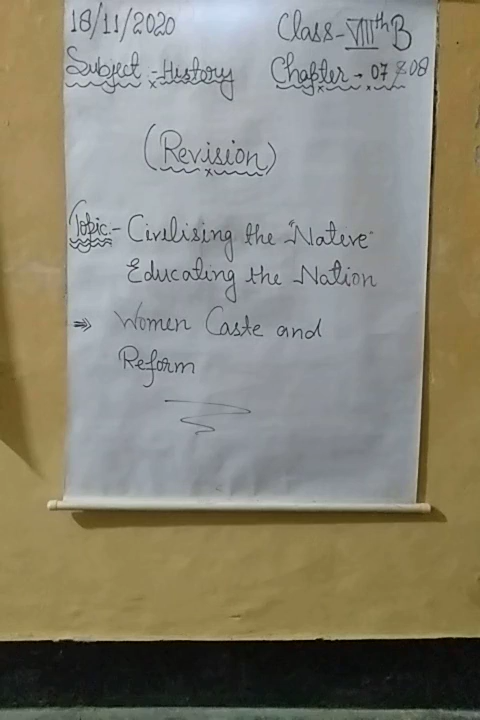 18/11/2020 Class-VIIIth B
Subject :- History Chapter - 07 & 08
(Revision)
Topic:- Civilising the "Native"
Educating the Nation
⇒ Women Caste and
Reform